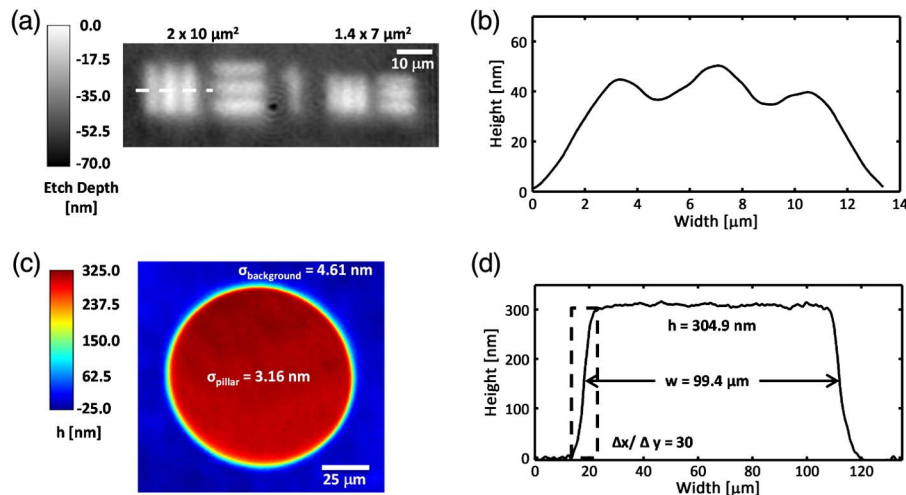 (a)
0.0
-17.5
-35.0
-52.5
-70.0
Etch Depth
[nm]
2 x 10 µm²
1.4 x 7 µm²
10 µm
(b)
Height [nm]
60
40
20
0
0 2 4 6 8 10 12 14
Width [µm]
(c)
325.0
237.5
150.0
62.5
-25.0
h [nm]
σbackground = 4.61 nm
σpillar = 3.16 nm
25 µm
(d)
Height [nm]
300
200
100
0
h = 304.9 nm
w = 99.4 µm
Δx/ Δ y = 30
0 20 40 60 80 100 120
Width [µm]